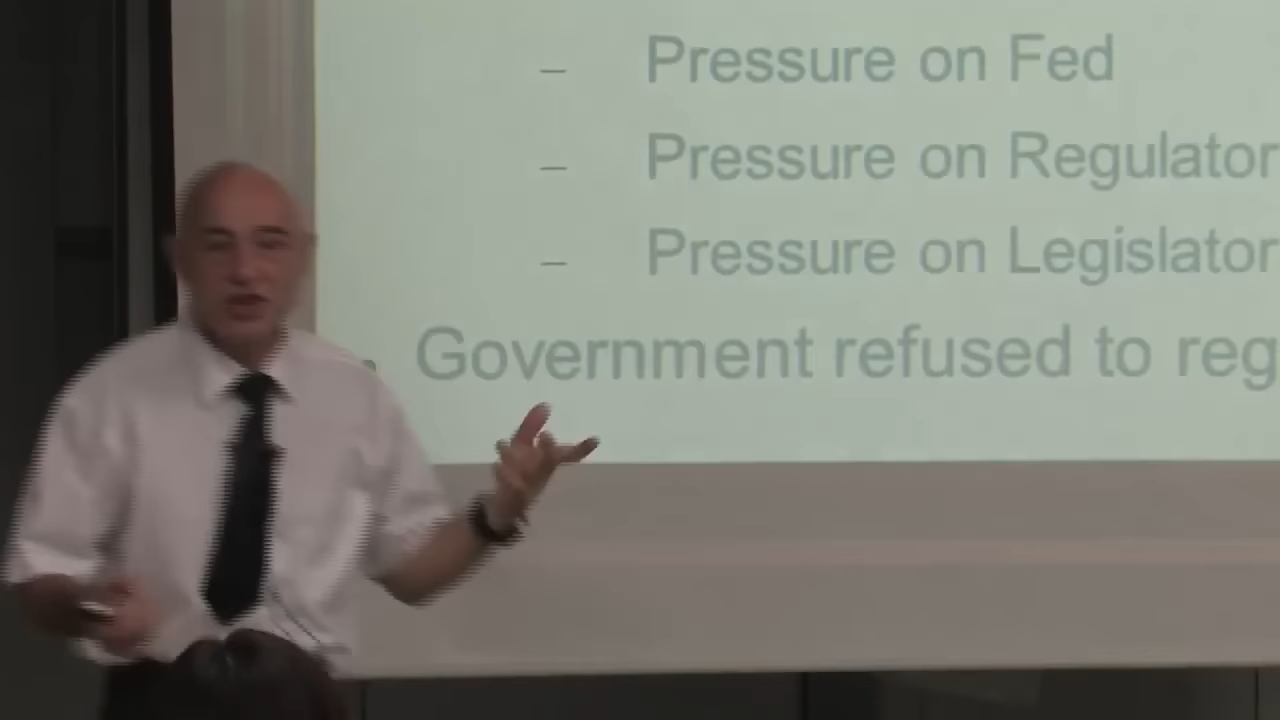 – Pressure on Fed
– Pressure on Regulator
– Pressure on Legislator
Government refused to reg